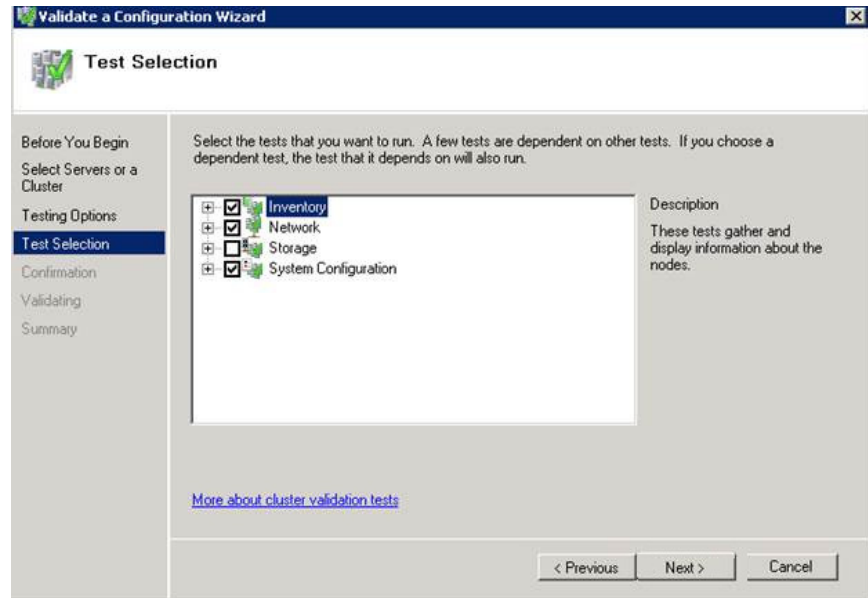 Validate a Configuration Wizard
Test Selection
Before You Begin
Select Servers or a
Cluster
Testing Options
Test Selection
Confirmation
Validating
Summary
Select the tests that you want to run. A few tests are dependent on other tests. If you choose a
dependent test, the test that it depends on will also run.
Inventory
Network
Storage
System Configuration
Description
These tests gather and
display information about the
nodes.
More about cluster validation tests
< Previous
Next >
Cancel